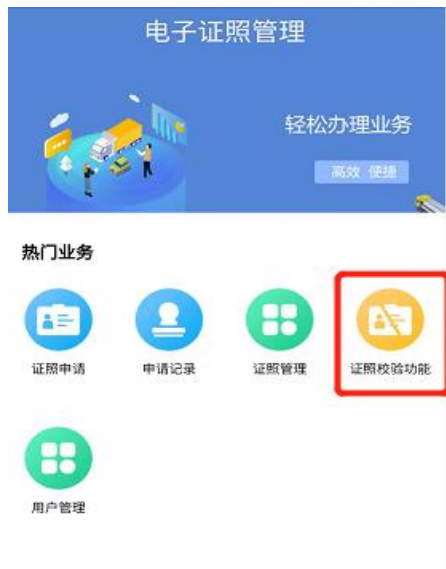 电子证照管理
轻松办理业务
高效 便捷
热门业务
证照申请
申请记录
证照管理
证照校验功能
用户管理